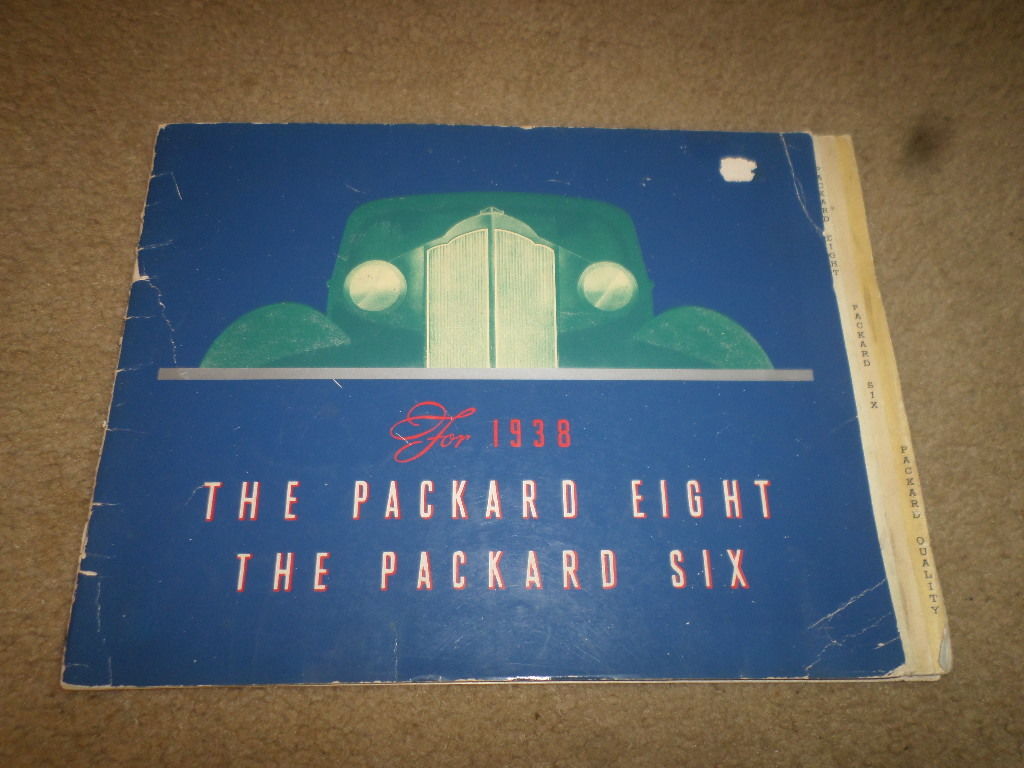 For 1938
THE PACKARD EIGHT
THE PACKARD SIX
PACKARD EIGHT
PACKARD SIX
PACKARD QUALITY